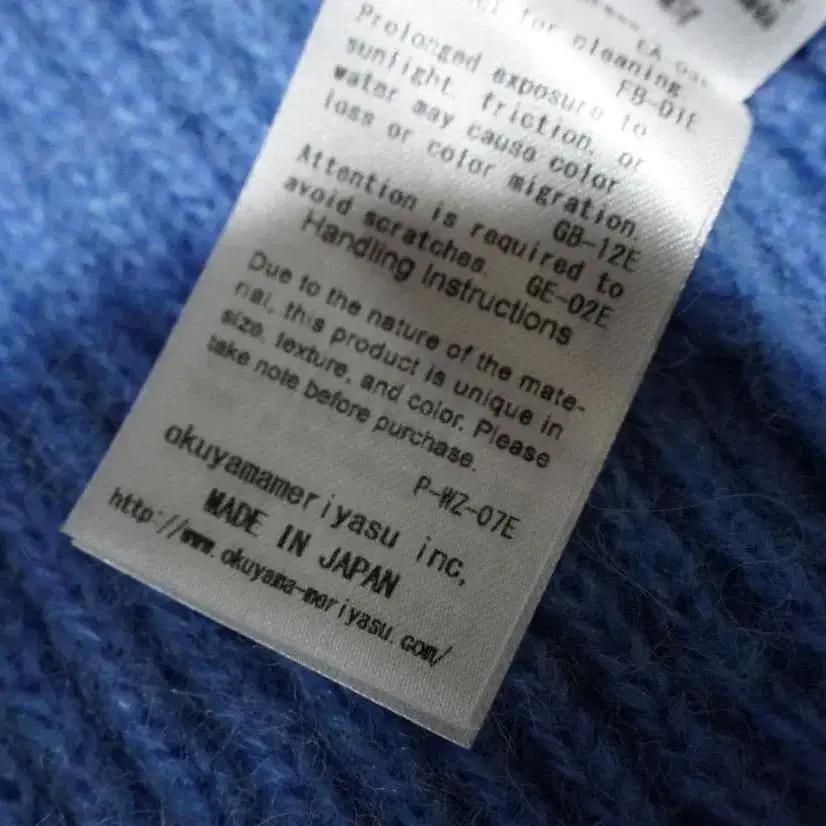 for cleaning.
FB-01E
Prolonged exposure to
sunlight, friction, or
water may cause color
loss or color migration.
GB-12E
Attention is required to
avoid scratches. GE-02E
Handling Instructions
Due to the nature of the mate-
rial, this product is unique in
size, texture, and color. Please
take note before purchase.
P-WZ-07E
okuyamameriyasu inc,
MADE IN JAPAN
http://www.okuyama-meriyasu.com/